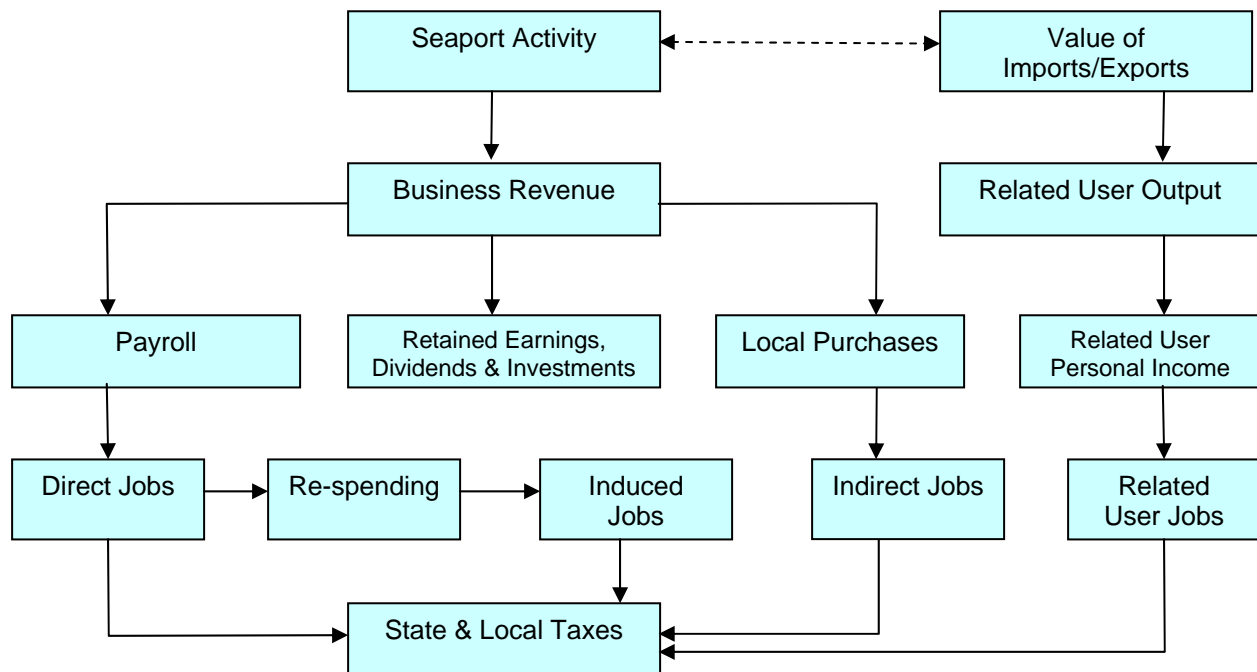 Seaport Activity
Value of
Imports/Exports
Business Revenue
Related User Output
Payroll
Retained Earnings,
Dividends & Investments
Local Purchases
Related User
Personal Income
Direct Jobs
Re-spending
Induced
Jobs
Indirect Jobs
Related
User Jobs
State & Local Taxes